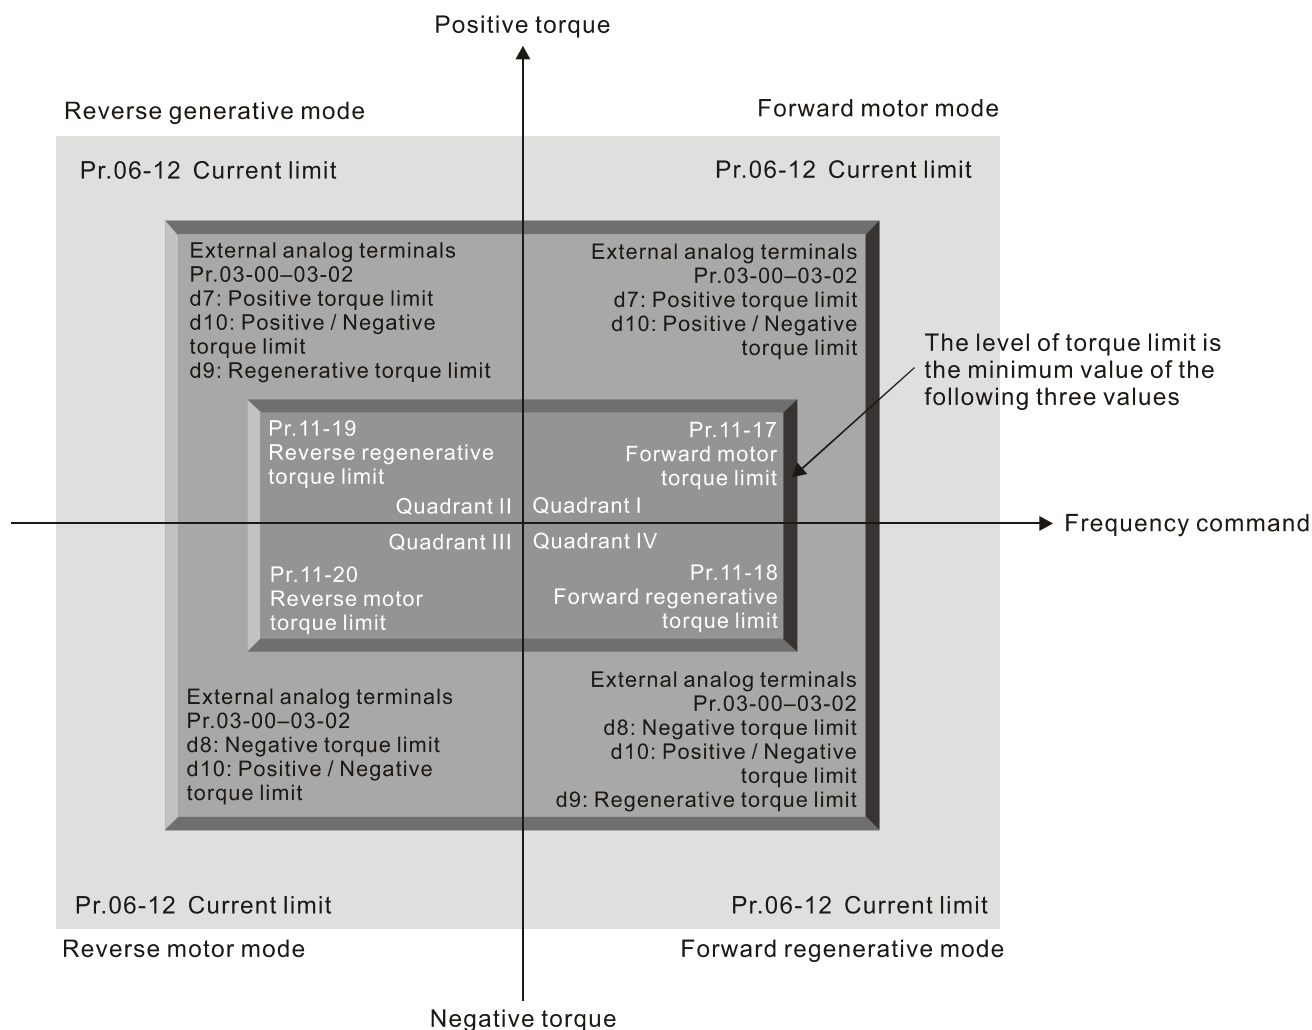 Positive torque
Reverse generative mode
Forward motor mode
Pr.06-12 Current limit
Pr.06-12 Current limit
External analog terminals
Pr.03-00–03-02
d7: Positive torque limit
d10: Positive / Negative
torque limit
d9: Regenerative torque limit
External analog terminals
Pr.03-00–03-02
d7: Positive torque limit
d10: Positive / Negative
torque limit
The level of torque limit is
the minimum value of the
following three values
Pr.11-19
Reverse regenerative
torque limit
Quadrant II
Pr.11-17
Forward motor
torque limit
Quadrant I
Frequency command
Quadrant III
Pr.11-20
Reverse motor
torque limit
Quadrant IV
Pr.11-18
Forward regenerative
torque limit
External analog terminals
Pr.03-00–03-02
d8: Negative torque limit
d10: Positive / Negative
torque limit
External analog terminals
Pr.03-00–03-02
d8: Negative torque limit
d10: Positive / Negative
torque limit
d9: Regenerative torque limit
Pr.06-12 Current limit
Pr.06-12 Current limit
Reverse motor mode
Forward regenerative mode
Negative torque